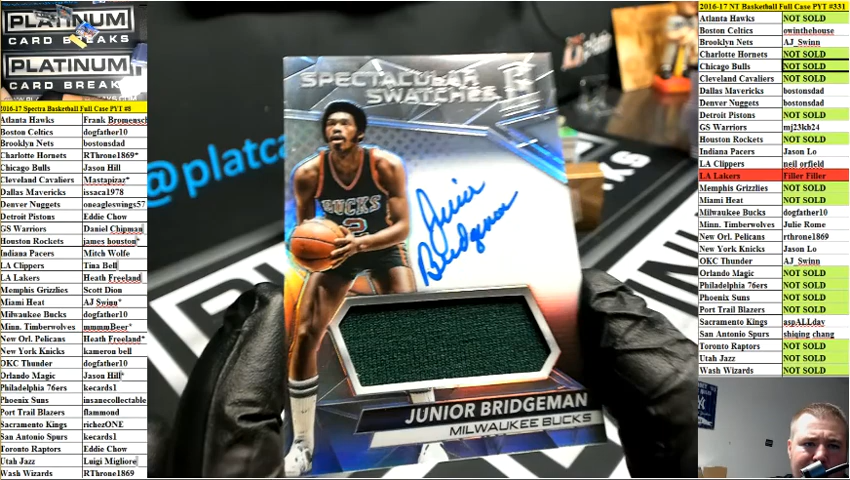 PLATINUM
CARD BREAKS
PLATINUM
CARD BREAK
2016-17 Spectra Basketball Full Case PYT #8
Atlanta Hawks Frank Bromensch
Boston Celtics dogfather10
Brooklyn Nets bostonsdad
Charlotte Hornets RThrone1869*
Chicago Bulls Jason Hill
Cleveland Cavaliers Mastapizar*
Dallas Mavericks issaca1978
Denver Nuggets oneagleswings57
Detroit Pistons Eddie Chow
GS Warriors Daniel Chipman
Houston Rockets james houston*
Indiana Pacers Mitch Wolfe
LA Clippers Tina Bell
LA Lakers Heath Freeland
Memphis Grizzlies Scott Dion
Miami Heat AJ Swinn*
Milwaukee Bucks dogfather10
Minn. Timberwolves mmmmBeer*
New Orl. Pelicans Heath Freeland*
New York Knicks kameron bell
OKC Thunder dogfather10
Orlando Magic Jason Hill*
Philadelphia 76ers kecards1
Phoenix Suns insanecollectable
Port Trail Blazers flammond
Sacramento Kings richezONE
San Antonio Spurs kecards1
Toronto Raptors Eddie Chow
Utah Jazz Luigi Migliore
Wash Wizards RThrone1869
@platca
SPECTACULAR
SWATCHES
BUCKS
2
Junior
Bridgeman
JUNIOR BRIDGEMAN
MILWAUKEE BUCKS
2016-17 NT Basketball Full Case PYT #331
Atlanta Hawks NOT SOLD
Boston Celtics owinthehouse
Brooklyn Nets AJ_Swinn
Charlotte Hornets NOT SOLD
Chicago Bulls NOT SOLD
Cleveland Cavaliers NOT SOLD
Dallas Mavericks bostonsdad
Denver Nuggets bostonsdad
Detroit Pistons NOT SOLD
GS Warriors mj23kb24
Houston Rockets NOT SOLD
Indiana Pacers Jason Lo
LA Clippers neil orfield
LA Lakers Filler Filler
Memphis Grizzlies NOT SOLD
Miami Heat NOT SOLD
Milwaukee Bucks dogfather10
Minn. Timberwolves Julie Rome
New Orl. Pelicans rthrone1869
New York Knicks Jason Lo
OKC Thunder AJ_Swinn
Orlando Magic NOT SOLD
Philadelphia 76ers NOT SOLD
Phoenix Suns NOT SOLD
Port Trail Blazers NOT SOLD
Sacramento Kings aspALLday
San Antonio Spurs shiqing chang
Toronto Raptors NOT SOLD
Utah Jazz NOT SOLD
Wash Wizards NOT SOLD